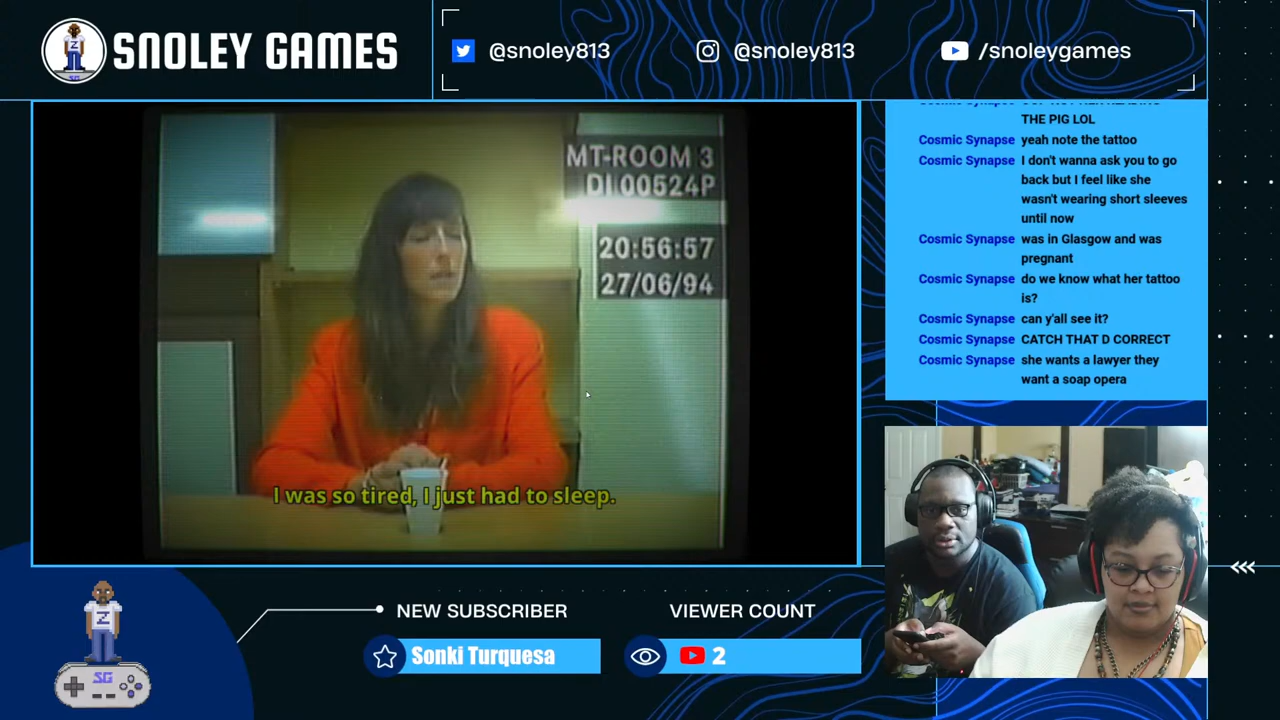 SNOLEY GAMES
@snoley813
@snoley813
/snoleygames
MT-ROOM 3
DI 00524P
20:56:57
27/06/94
I was so tired, I just had to sleep.
THE PIG LOL
Cosmic Synapse yeah note the tattoo
Cosmic Synapse I don't wanna ask you to go
back but I feel like she
wasn't wearing short sleeves
until now
Cosmic Synapse was in Glasgow and was
pregnant
Cosmic Synapse do we know what her tattoo
is?
Cosmic Synapse can y'all see it?
Cosmic Synapse CATCH THAT D CORRECT
Cosmic Synapse she wants a lawyer they
want a soap opera
NEW SUBSCRIBER
Sonki Turquesa
VIEWER COUNT
2
Z
SG